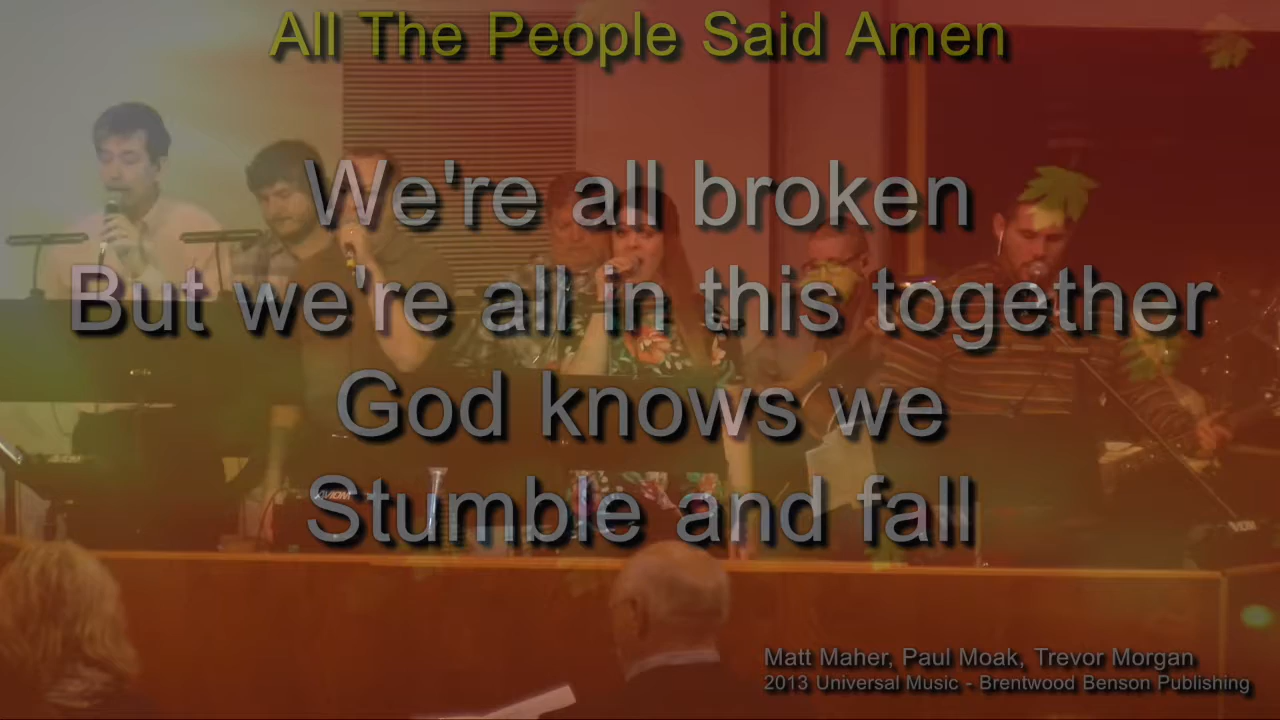 All The People Said Amen
We're all broken
But we're all in this together
God knows we
Stumble and fall
AVIOM
Matt Maher, Paul Moak, Trevor Morgan
2013 Universal Music - Brentwood Benson Publishing